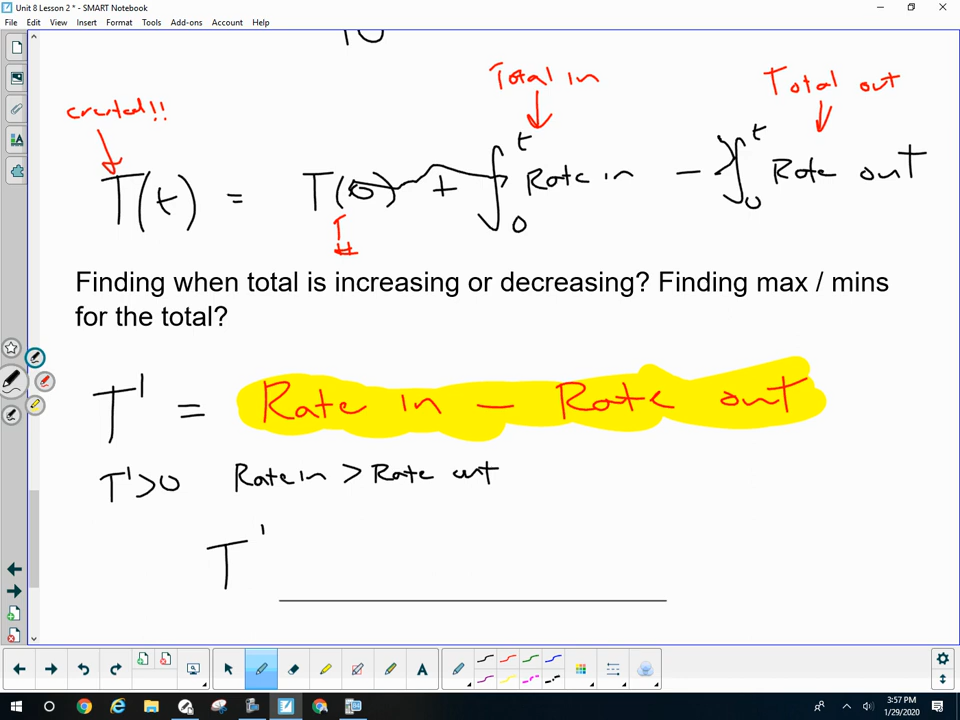 Unit 8 Lesson 2 * - SMART Notebook
File Edit View Insert Format Tools Add-ons Account Help
10
Total in
Total out
created!!
T(t) = T(0) + ∫₀ᵗ Rate in − ∫₀ᵗ Rate out
Finding when total is increasing or decreasing? Finding max / mins
for the total?
T' = Rate in − Rate out
T'>0 Rate in > Rate out
T'
A
3:57 PM
1/29/2020